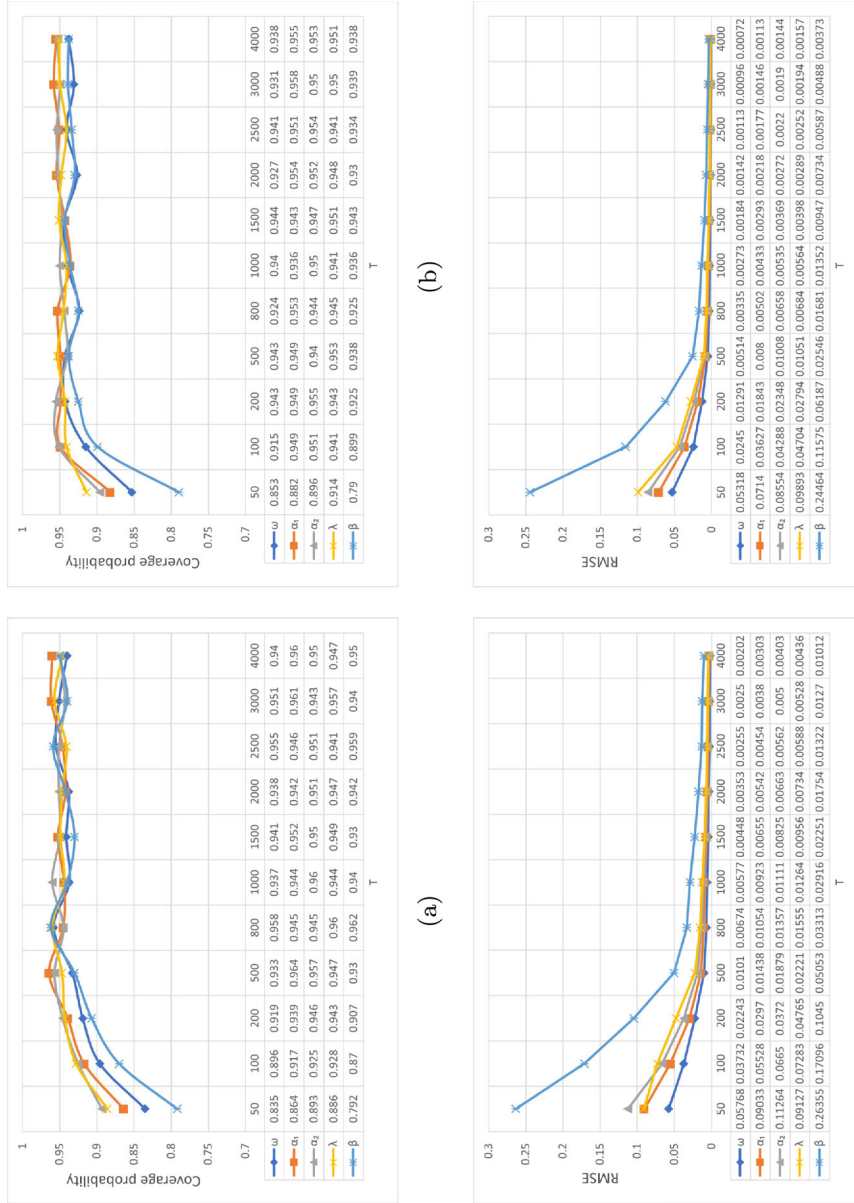 1
0.95
0.9
0.85
0.8
0.75
0.7
Coverage probability
50 100 200 500 800 1000 1500 2000 2500 3000 4000
ω 0.835 0.896 0.919 0.933 0.958 0.937 0.941 0.938 0.955 0.951 0.94
α₁ 0.864 0.917 0.939 0.964 0.945 0.944 0.952 0.942 0.946 0.961 0.96
α₂ 0.893 0.925 0.946 0.957 0.945 0.96 0.95 0.951 0.951 0.943 0.95
λ 0.886 0.928 0.943 0.947 0.96 0.944 0.949 0.947 0.941 0.957 0.947
β 0.792 0.87 0.907 0.93 0.962 0.94 0.93 0.942 0.959 0.94 0.95
T
1
0.95
0.9
0.85
0.8
0.75
0.7
Coverage probability
50 100 200 500 800 1000 1500 2000 2500 3000 4000
ω 0.853 0.915 0.943 0.943 0.924 0.94 0.944 0.927 0.941 0.931 0.938
α₁ 0.882 0.949 0.949 0.949 0.953 0.936 0.943 0.954 0.951 0.958 0.955
α₂ 0.896 0.951 0.955 0.94 0.944 0.95 0.947 0.952 0.954 0.95 0.953
λ 0.914 0.941 0.943 0.953 0.945 0.941 0.951 0.948 0.941 0.95 0.951
β 0.79 0.899 0.925 0.938 0.925 0.936 0.943 0.93 0.934 0.939 0.938
T
(a)
(b)
0.3
0.25
0.2
0.15
0.1
0.05
0
RMSE
50 100 200 500 800 1000 1500 2000 2500 3000 4000
ω 0.05768 0.03732 0.02243 0.0101 0.00674 0.00577 0.00448 0.00353 0.00255 0.0025 0.00202
α₁ 0.09033 0.05528 0.0297 0.01438 0.01054 0.00923 0.00655 0.00542 0.00454 0.0038 0.00303
α₂ 0.11264 0.0665 0.0372 0.01879 0.01357 0.01111 0.00825 0.00663 0.00562 0.005 0.00403
λ 0.09127 0.07283 0.04765 0.02221 0.01555 0.01264 0.00956 0.00734 0.00588 0.00528 0.00436
β 0.26355 0.17096 0.1045 0.05053 0.03313 0.02916 0.02251 0.01754 0.01322 0.0127 0.01012
T
0.3
0.25
0.2
0.15
0.1
0.05
0
RMSE
50 100 200 500 800 1000 1500 2000 2500 3000 4000
ω 0.05318 0.0245 0.01291 0.00514 0.00335 0.00273 0.00184 0.00142 0.00113 0.00096 0.00072
α₁ 0.0714 0.03627 0.01843 0.008 0.00502 0.00433 0.00293 0.00218 0.00177 0.00146 0.00113
α₂ 0.08554 0.04288 0.02348 0.01008 0.00658 0.00535 0.00369 0.00272 0.0022 0.0019 0.00144
λ 0.09893 0.04704 0.02794 0.01051 0.00684 0.00564 0.00398 0.00289 0.00252 0.00194 0.00157
β 0.24464 0.11575 0.06187 0.02546 0.01681 0.01352 0.00947 0.00734 0.00587 0.00488 0.00373
T